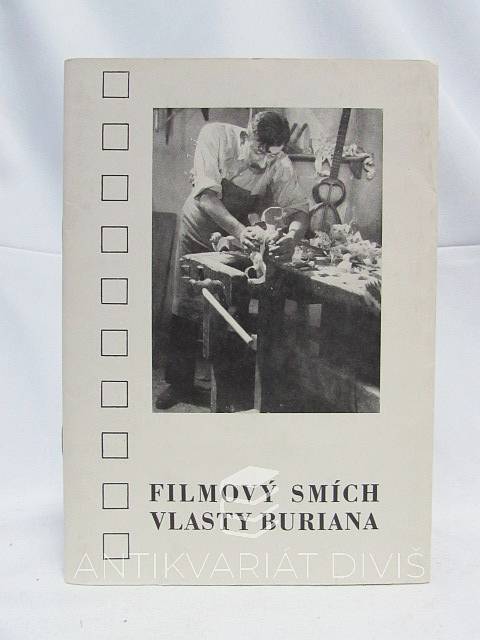 FILMOVÝ SMÍCH
VLASTY BURIANA
ANTIKVARIÁT DIVIŠ